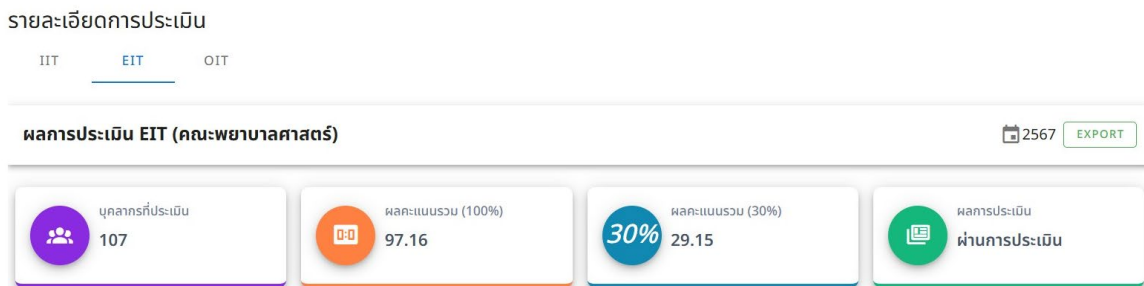 รายละเอียดการประเมิน
IIT EIT OIT
ผลการประเมิน EIT (คณะพยาบาลศาสตร์) 2567 EXPORT
บุคลากรที่ประเมิน
107
0:0
ผลคะแนนรวม (100%)
97.16
30%
ผลคะแนนรวม (30%)
29.15
ผลการประเมิน
ผ่านการประเมิน